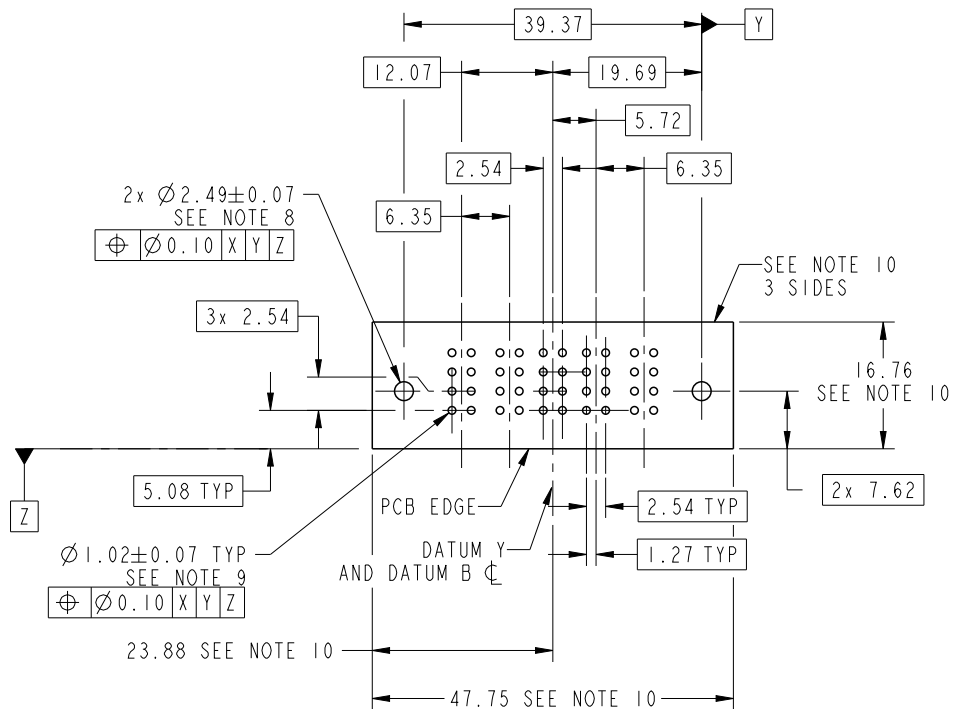 39.37
Y
12.07
19.69
5.72
2.54
6.35
2x Ø2.49±0.07
SEE NOTE 8
⌖ Ø0.10 X Y Z
6.35
SEE NOTE 10
3 SIDES
3x 2.54
16.76
SEE NOTE 10
5.08 TYP
Z
PCB EDGE
2.54 TYP
2x 7.62
Ø1.02±0.07 TYP
SEE NOTE 9
⌖ Ø0.10 X Y Z
DATUM Y
AND DATUM B ℄
1.27 TYP
23.88 SEE NOTE 10
47.75 SEE NOTE 10